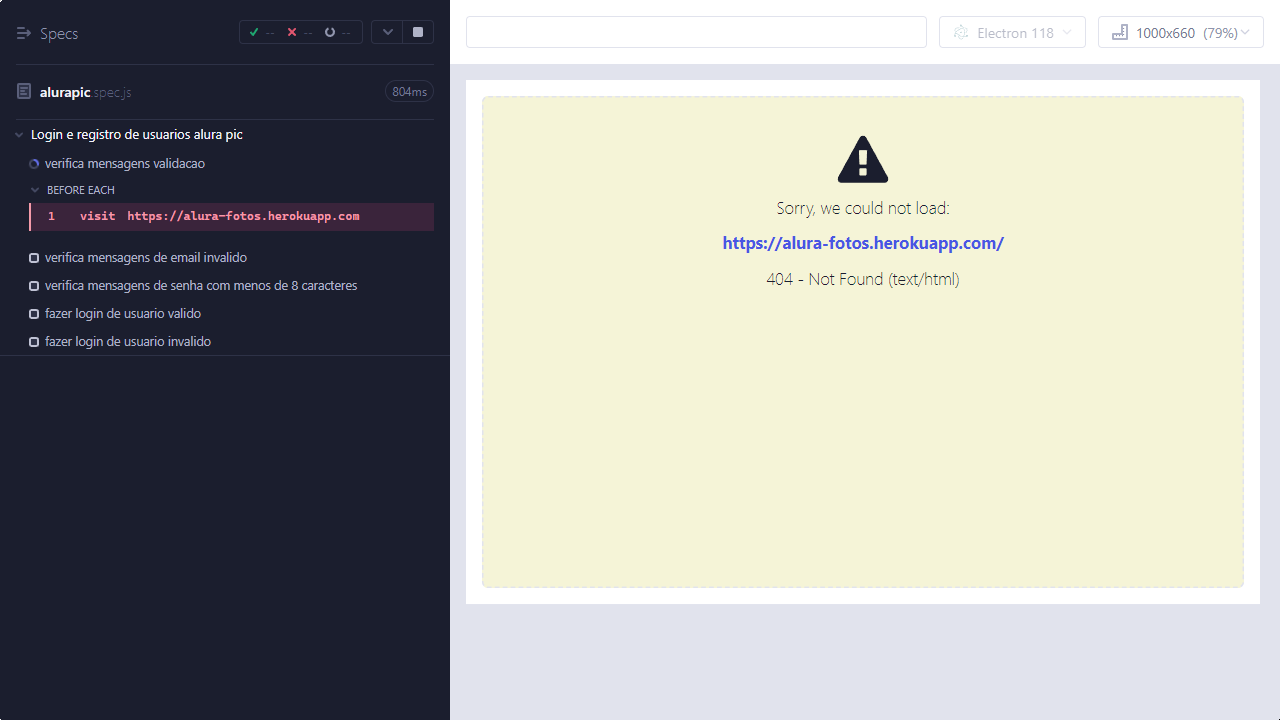 Specs
-- -- --
alurapic.spec.js
804ms
Login e registro de usuarios alura pic
verifica mensagens validacao
BEFORE EACH
1 visit https://alura-fotos.herokuapp.com
verifica mensagens de email invalido
verifica mensagens de senha com menos de 8 caracteres
fazer login de usuario valido
fazer login de usuario invalido
Electron 118
1000x660 (79%)
Sorry, we could not load:
https://alura-fotos.herokuapp.com/
404 - Not Found (text/html)